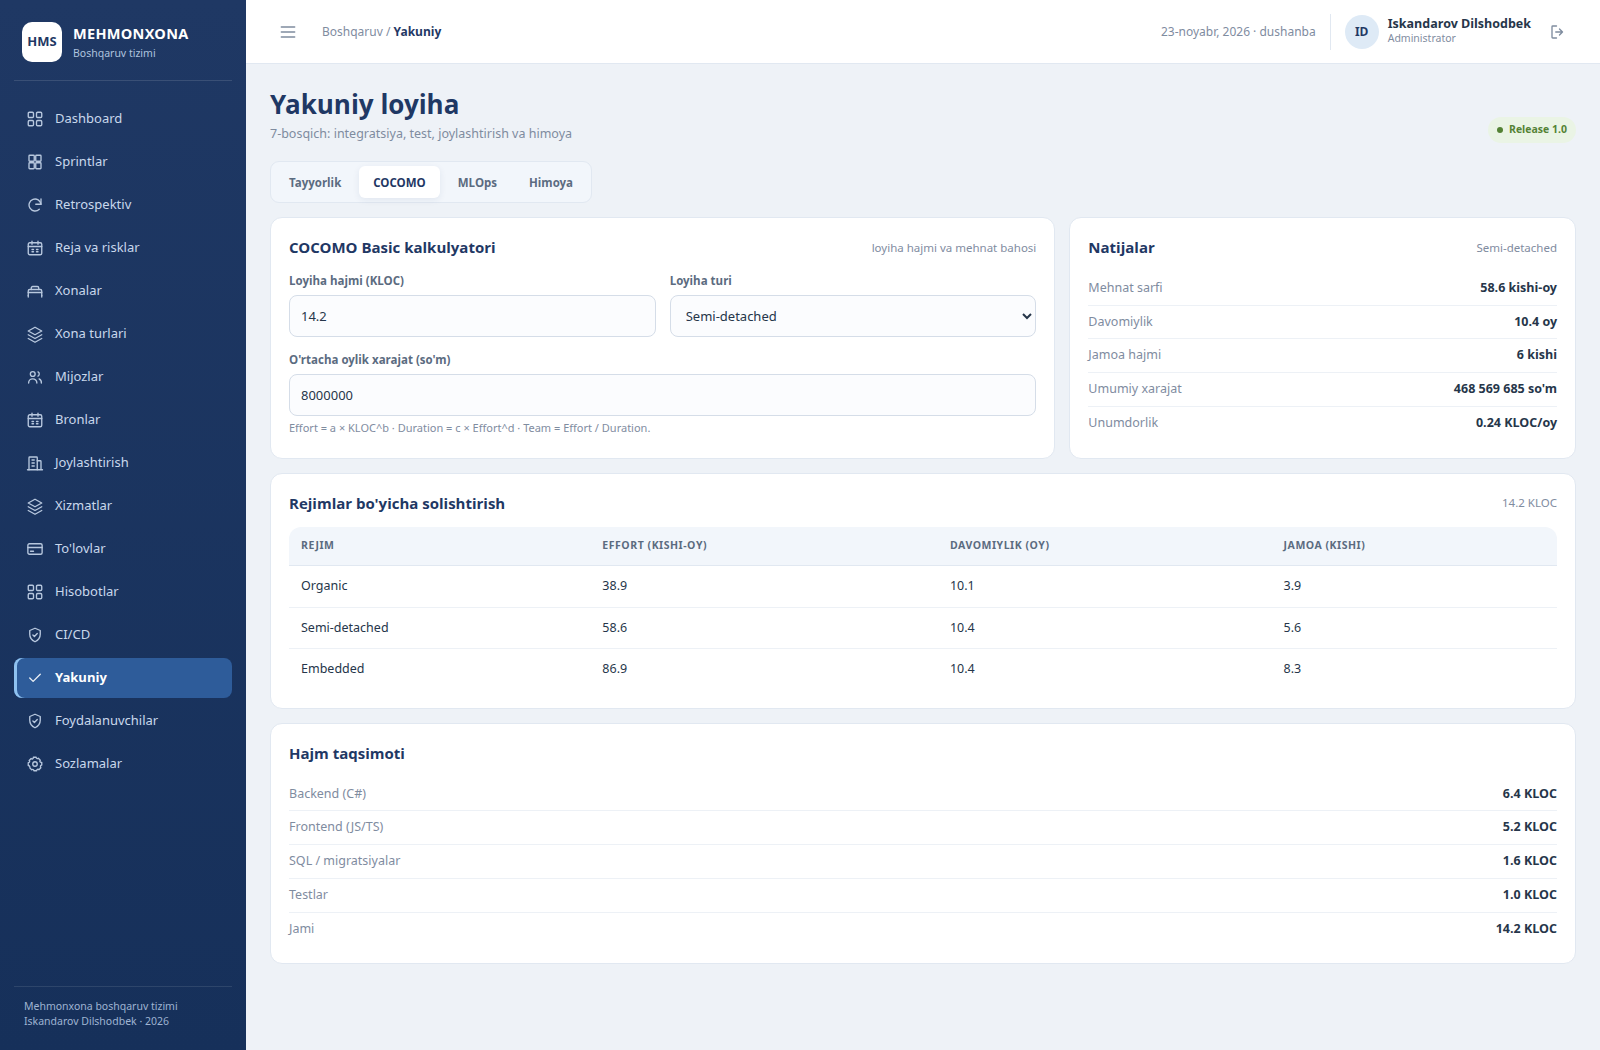 HMS
MEHMONXONA
Boshqaruv tizimi
Dashboard
Sprintlar
Retrospektiv
Reja va risklar
Xonalar
Xona turlari
Mijozlar
Bronlar
Joylashtirish
Xizmatlar
To'lovlar
Hisobotlar
CI/CD
Yakuniy
Foydalanuvchilar
Sozlamalar
Mehmonxona boshqaruv tizimi
Iskandarov Dilshodbek · 2026
Boshqaruv / Yakuniy
23-noyabr, 2026 · dushanba
ID
Iskandarov Dilshodbek
Administrator
Yakuniy loyiha
7-bosqich: integratsiya, test, joylashtirish va himoya
Release 1.0
Tayyorlik COCOMO MLOps Himoya
COCOMO Basic kalkulyatori
loyiha hajmi va mehnat bahosi
Loyiha hajmi (KLOC) Loyiha turi
14.2 Semi-detached
O'rtacha oylik xarajat (so'm)
8000000
Effort = a × KLOC^b · Duration = c × Effort^d · Team = Effort / Duration.
Natijalar Semi-detached
Mehnat sarfi 58.6 kishi-oy
Davomiylik 10.4 oy
Jamoa hajmi 6 kishi
Umumiy xarajat 468 569 685 so'm
Unumdorlik 0.24 KLOC/oy
Rejimlar bo'yicha solishtirish 14.2 KLOC
REJIM EFFORT (KISHI-OY) DAVOMIYLIK (OY) JAMOA (KISHI)
Organic 38.9 10.1 3.9
Semi-detached 58.6 10.4 5.6
Embedded 86.9 10.4 8.3
Hajm taqsimoti
Backend (C#) 6.4 KLOC
Frontend (JS/TS) 5.2 KLOC
SQL / migratsiyalar 1.6 KLOC
Testlar 1.0 KLOC
Jami 14.2 KLOC